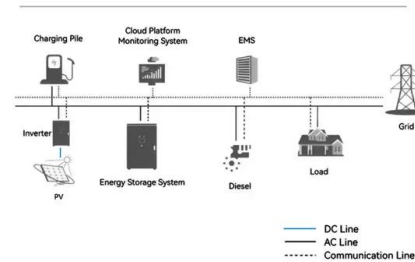 Charging Pile
Cloud Platform
Monitoring System
EMS
Grid
Inverter
PV
Energy Storage System
Diesel
Load
DC Line
AC Line
Communication Line